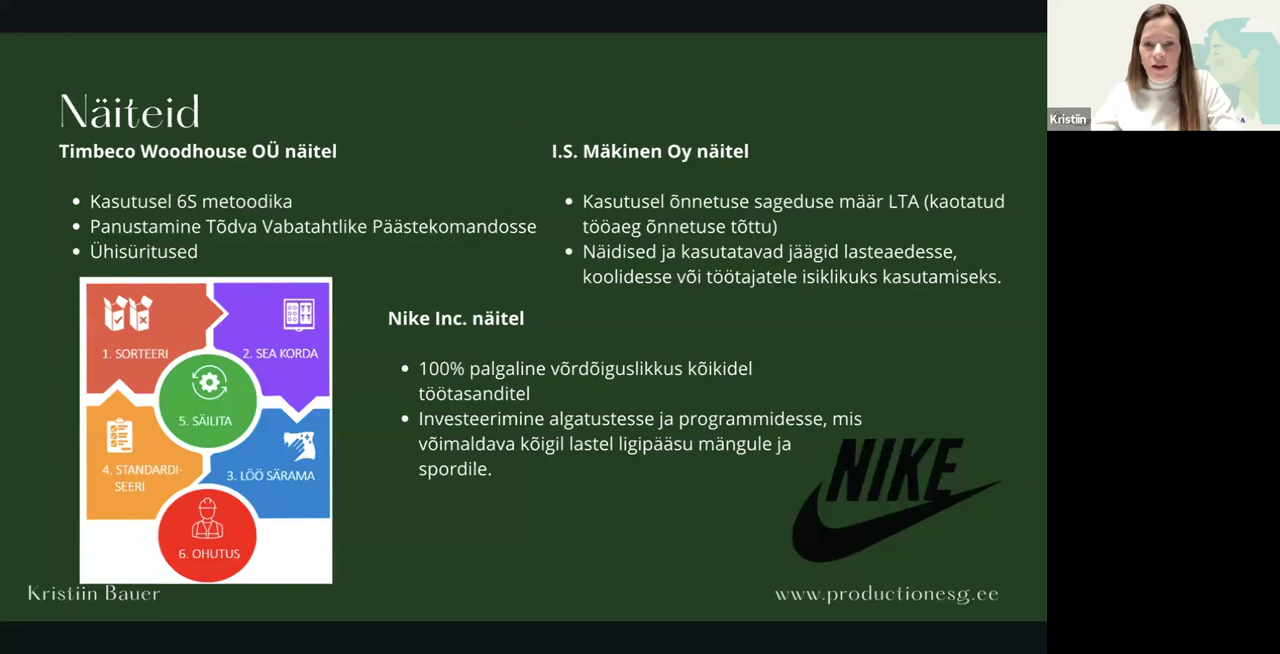 Näiteid
Timbeco Woodhouse OÜ näitel
Kasutusel 6S metoodika
Panustamine Tõdva Vabatahtlike Päästekomandosse
Ühisüritused
1. SORTEERI
2. SEA KORDA
5. SÄILITA
4. STANDARDI-
SEERI
3. LÖÖ SÄRAMA
6. OHUTUS
I.S. Mäkinen Oy näitel
Kasutusel õnnetuse sageduse määr LTA (kaotatud
tööaeg õnnetuse tõttu)
Näidised ja kasutatavad jäägid lasteaedesse,
koolidesse või töötajatele isiklikuks kasutamiseks.
Nike Inc. näitel
100% palgaline võrdõiguslikkus kõikidel
töötasanditel
Investeerimine algatustesse ja programmidesse, mis
võimaldava kõigil lastel ligipääsu mängule ja
spordile.
NIKE
Kristiin Bauer
www.productionesg.ee
Kristiin